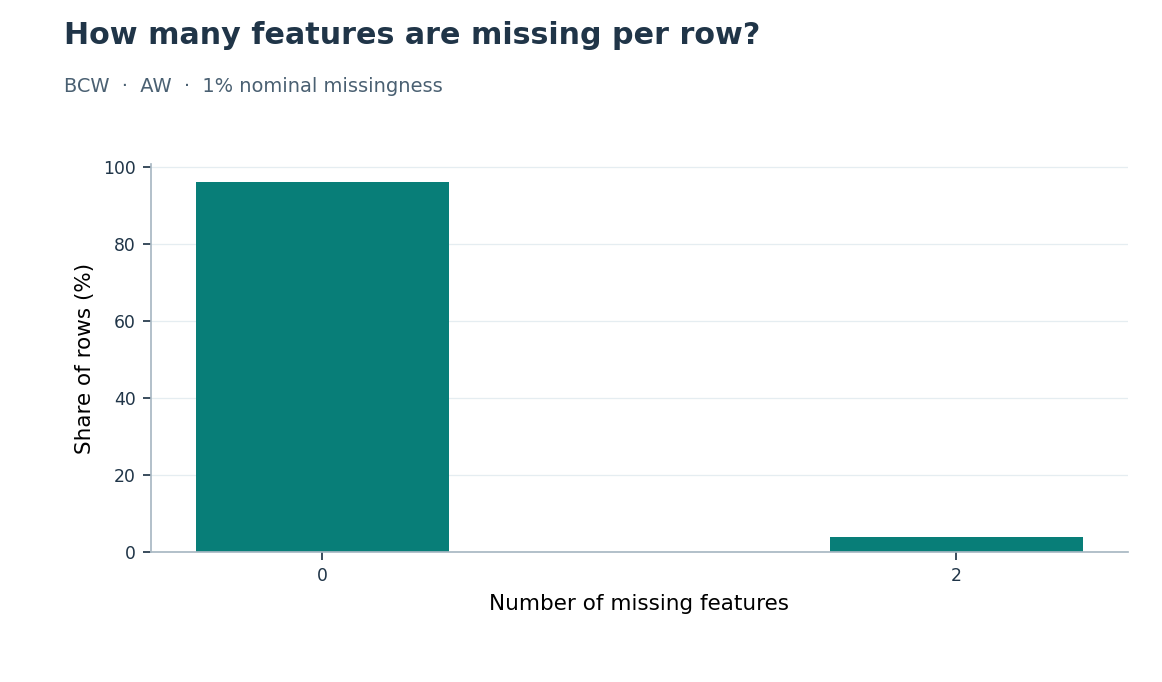 How many features are missing per row?
BCW · AW · 1% nominal missingness
100
80
60
40
20
0
Share of rows (%)
0 2
Number of missing features